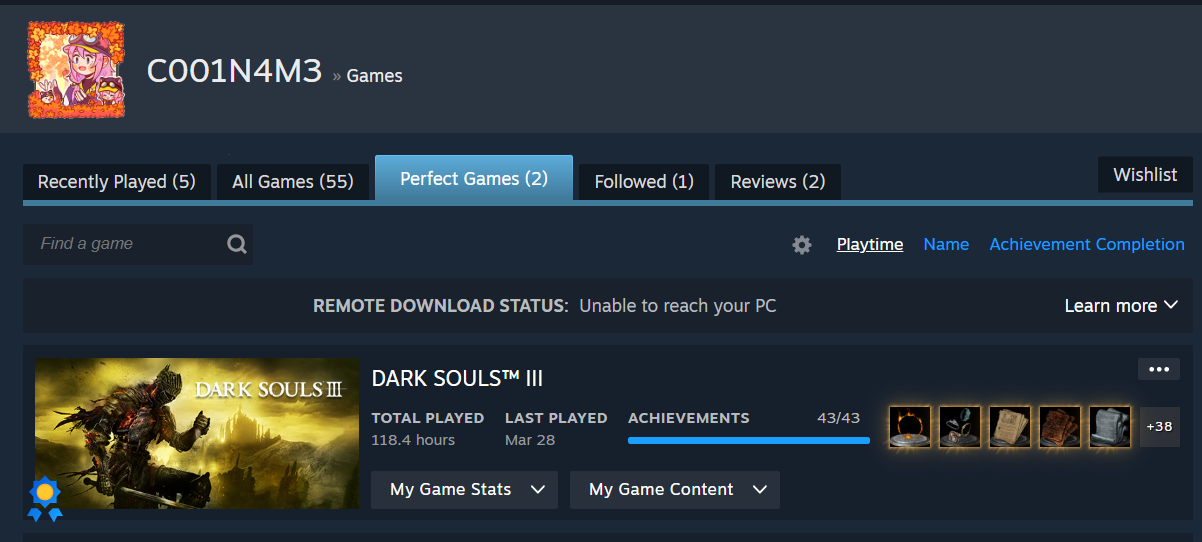 C001N4M3 » Games
Recently Played (5) All Games (55) Perfect Games (2) Followed (1) Reviews (2) Wishlist
Find a game Playtime Name Achievement Completion
REMOTE DOWNLOAD STATUS: Unable to reach your PC Learn more
DARK SOULS III
DARK SOULS™ III
TOTAL PLAYED LAST PLAYED ACHIEVEMENTS 43/43
118.4 hours Mar 28
+38
My Game Stats My Game Content